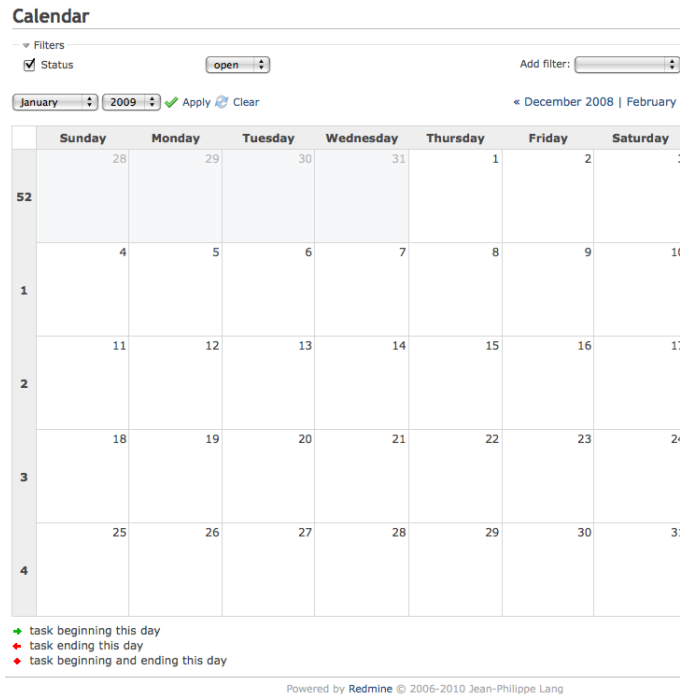 Calendar
Filters
Status open Add filter:
January 2009 Apply Clear « December 2008 | February
Sunday Monday Tuesday Wednesday Thursday Friday Saturday
28 29 30 31 1 2
52
4 5 6 7 8 9 10
1
11 12 13 14 15 16 17
2
18 19 20 21 22 23 24
3
25 26 27 28 29 30 31
4
task beginning this day
task ending this day
task beginning and ending this day
Powered by Redmine © 2006-2010 Jean-Philippe Lang